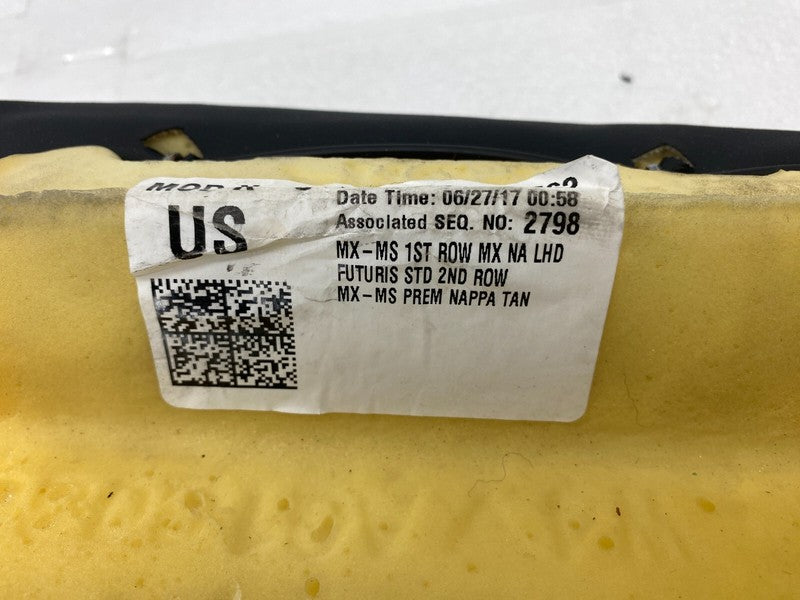 US
Date Time: 06/27/17 00:58
Associated SEQ. NO: 2798
MX-MS 1ST ROW MX NA LHD
FUTURIS STD 2ND ROW
MX-MS PREM NAPPA TAN